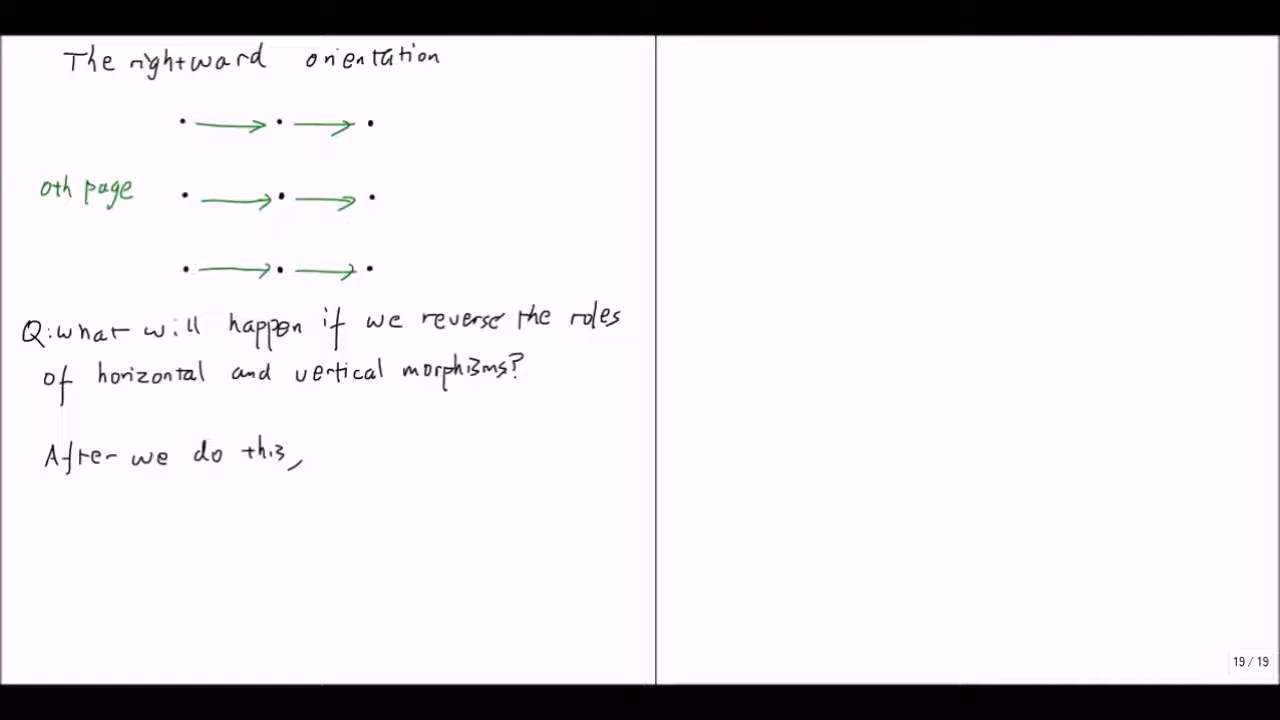 The rightward orientation
0th page
Q: what will happen if we reverse the roles
of horizontal and vertical morphisms?
After we do this,
19 / 19